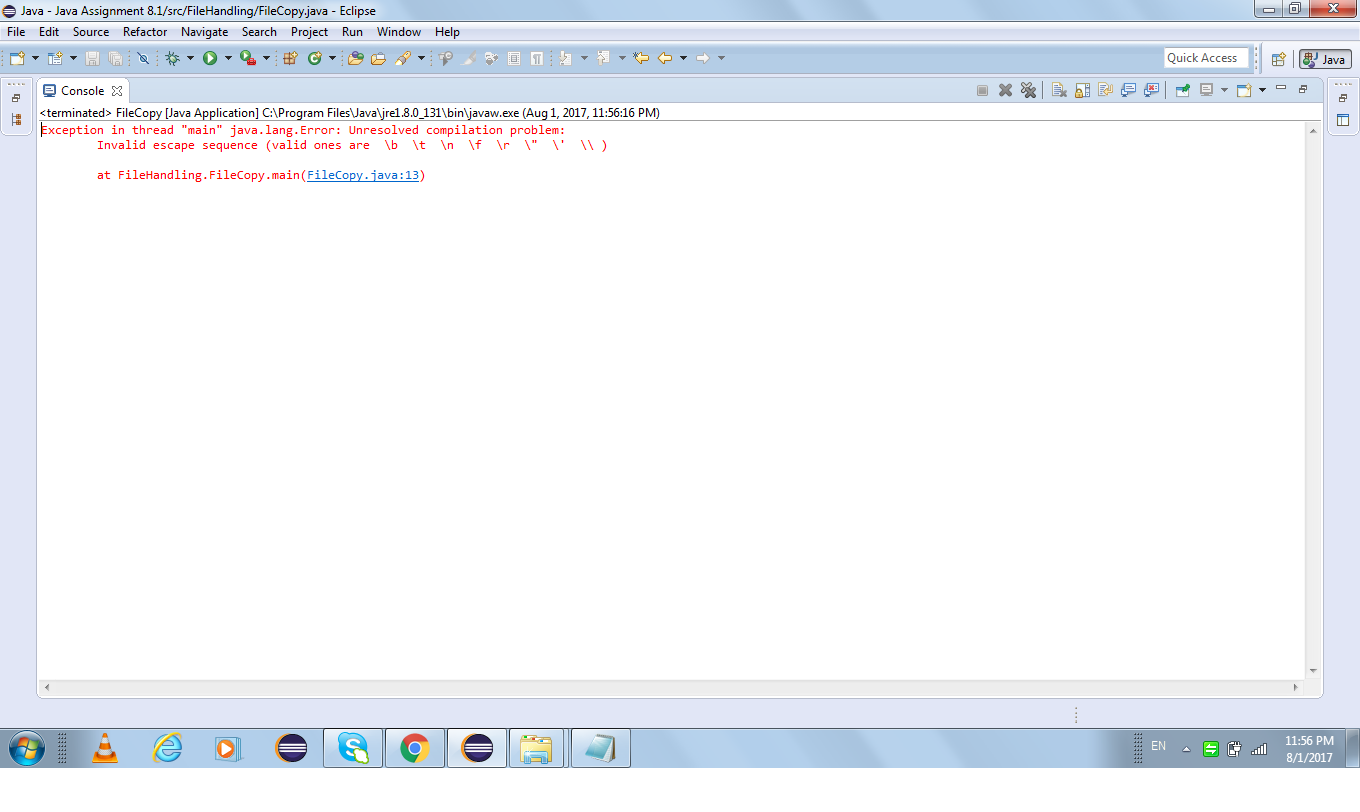 Java - Java Assignment 8.1/src/FileHandling/FileCopy.java - Eclipse
File Edit Source Refactor Navigate Search Project Run Window Help
Quick Access
Java
Console
<terminated> FileCopy [Java Application] C:\Program Files\Java\jre1.8.0_131\bin\javaw.exe (Aug 1, 2017, 11:56:16 PM)
Exception in thread "main" java.lang.Error: Unresolved compilation problem:
Invalid escape sequence (valid ones are  \b  \t  \n  \f  \r  \"  \'  \\ )
at FileHandling.FileCopy.main(FileCopy.java:13)
EN
11:56 PM
8/1/2017